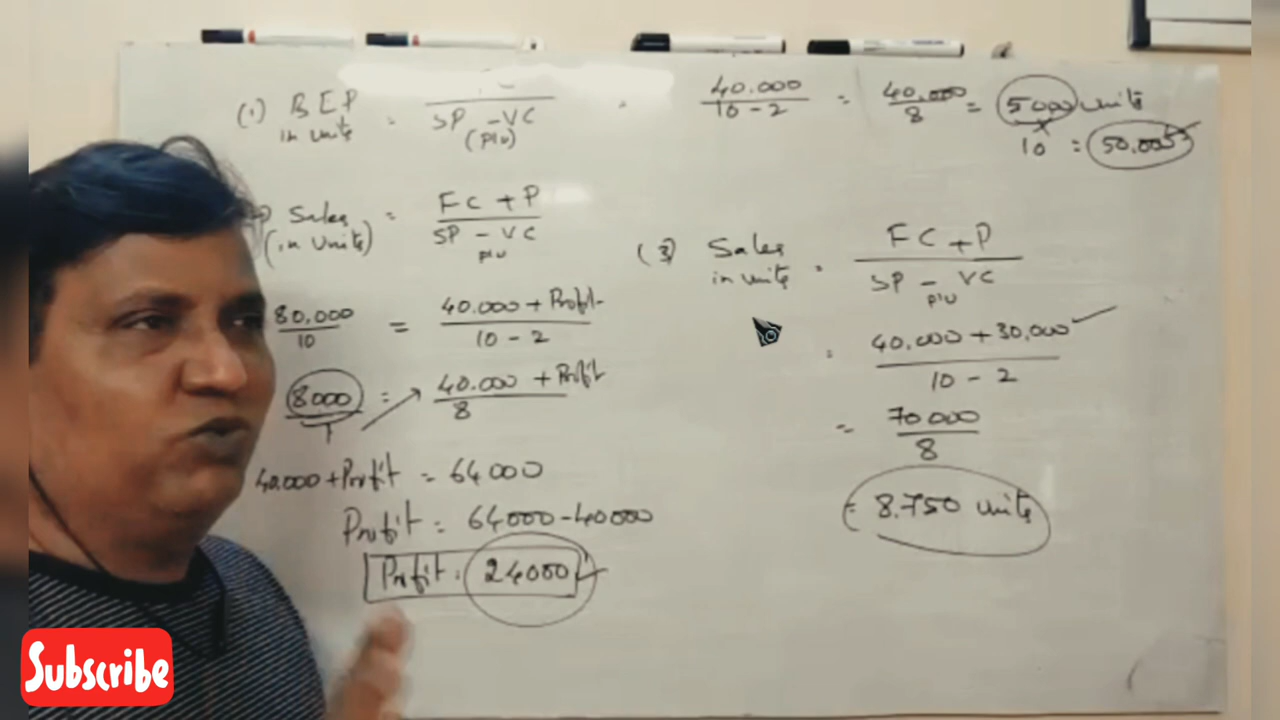 (1) BEP = SP - VC = 40.000 / 10 - 2 = 40,000 / 8 = 5000 units
in units (p/u) x 10 = 50,000
Sales (in units) = FC + P / SP - VC p/u
80,000 / 10 = 40.000 + Profit / 10 - 2
8000 = 40.000 + Profit / 8
40.000 + Profit = 64000
Profit = 64000 - 40000
Profit = 24000
(3) Sales in units = FC + P / SP - VC p/u
= 40,000 + 30,000 / 10 - 2
= 70000 / 8
= 8.750 units
Subscribe